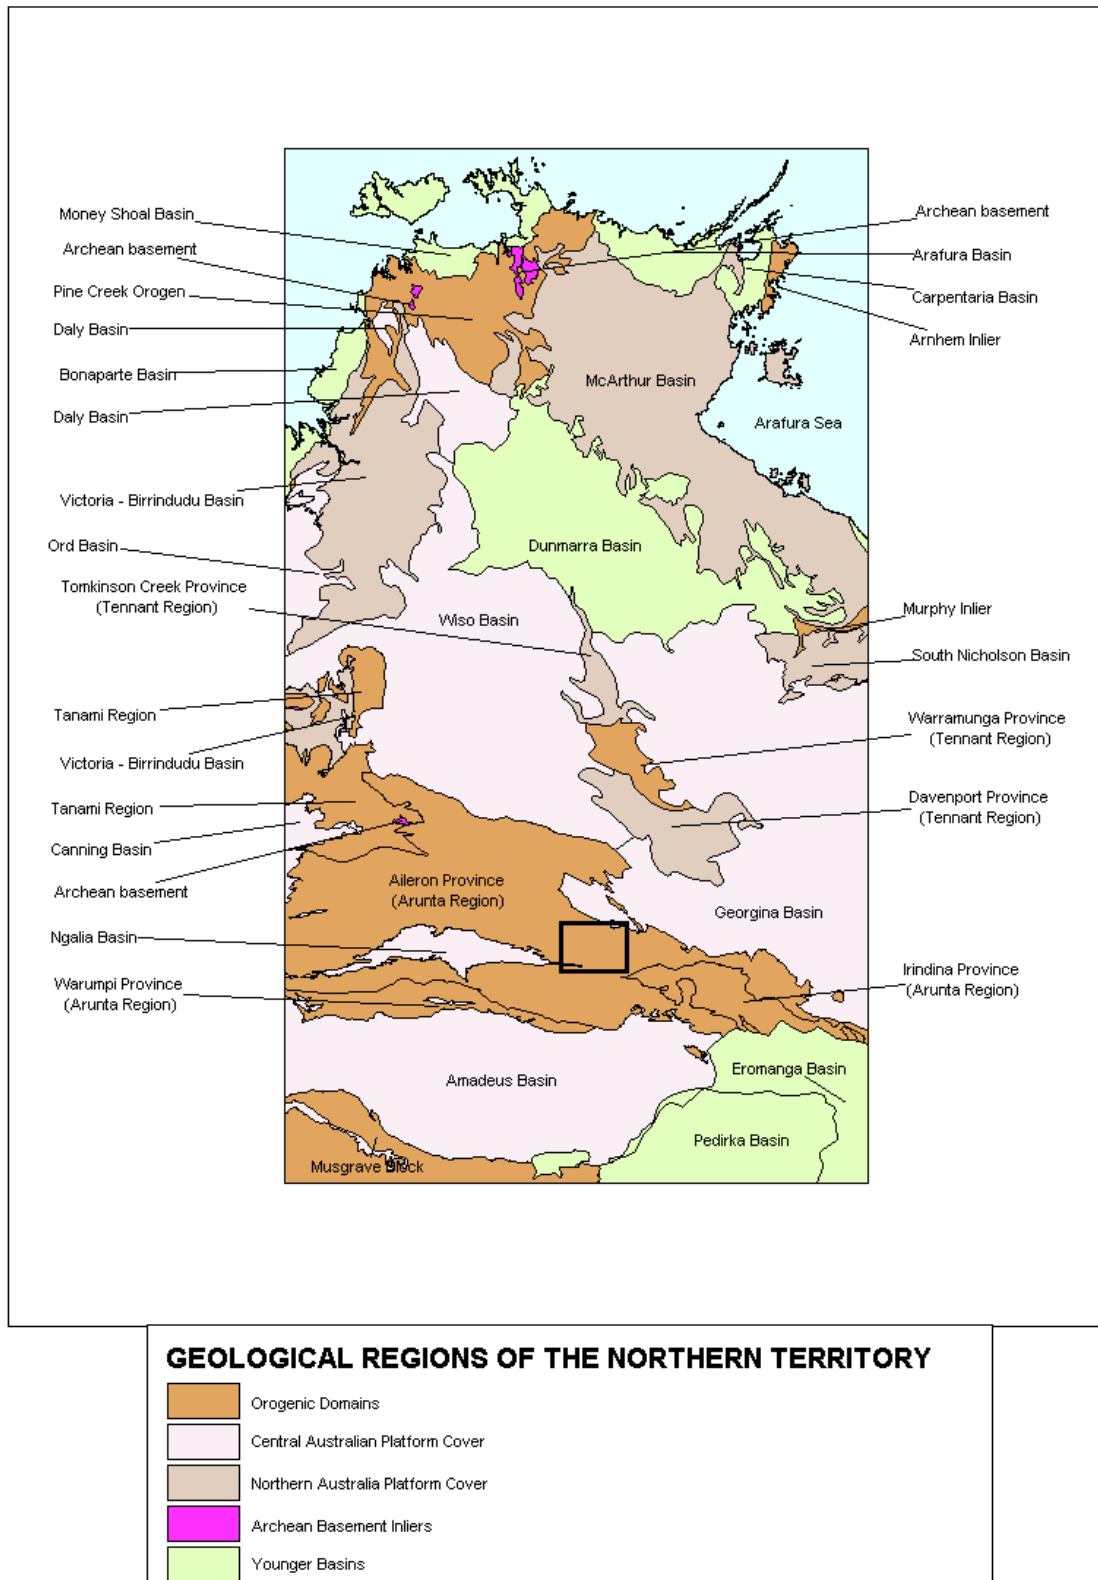 Money Shoal Basin
Archean basement
Pine Creek Orogen
Daly Basin
Bonaparte Basin
Daly Basin
Victoria - Birrindudu Basin
Ord Basin
Tomkinson Creek Province
(Tennant Region)
Tanami Region
Victoria - Birrindudu Basin
Tanami Region
Canning Basin
Archean basement
Ngalia Basin
Warumpi Province
(Arunta Region)
McArthur Basin
Arafura Sea
Dunmarra Basin
Wiso Basin
Aileron Province
(Arunta Region)
Georgina Basin
Amadeus Basin
Eromanga Basin
Pedirka Basin
Musgrave Block
Archean basement
Arafura Basin
Carpentaria Basin
Arnhem Inlier
Murphy Inlier
South Nicholson Basin
Warramunga Province
(Tennant Region)
Davenport Province
(Tennant Region)
Irindina Province
(Arunta Region)
GEOLOGICAL REGIONS OF THE NORTHERN TERRITORY
Orogenic Domains
Central Australian Platform Cover
Northern Australia Platform Cover
Archean Basement Inliers
Younger Basins